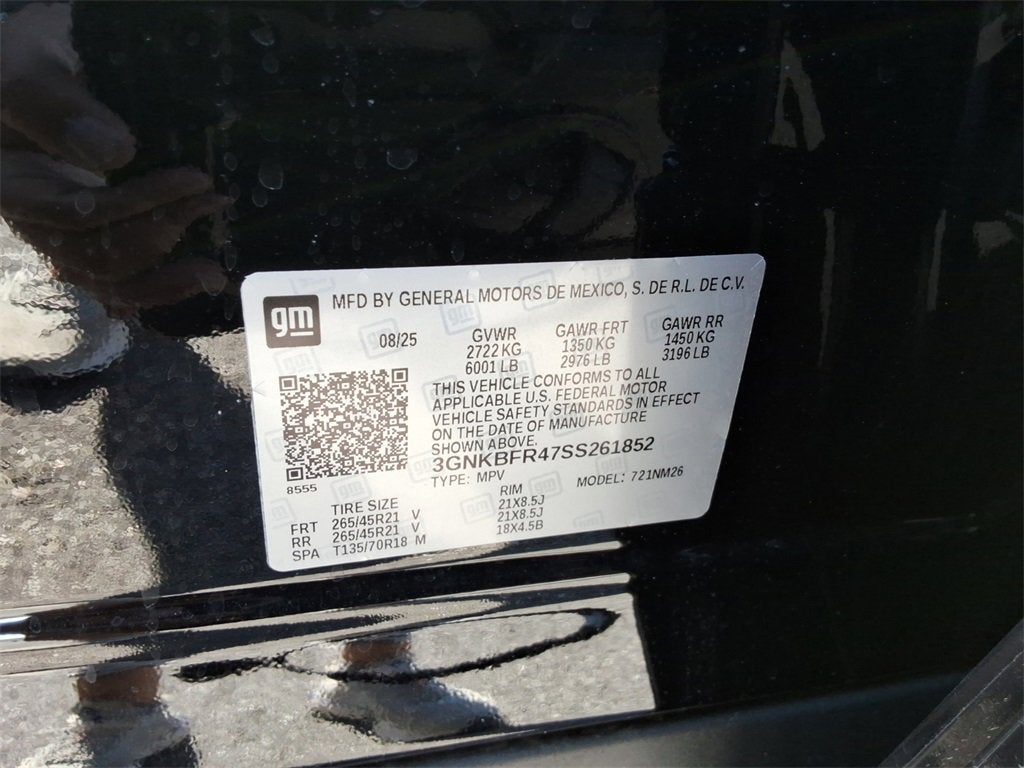 gm MFD BY GENERAL MOTORS DE MEXICO, S. DE R.L. DE C.V.
08/25 GVWR GAWR FRT GAWR RR
2722 KG 1350 KG 1450 KG
6001 LB 2976 LB 3196 LB
THIS VEHICLE CONFORMS TO ALL
APPLICABLE U.S. FEDERAL MOTOR
VEHICLE SAFETY STANDARDS IN EFFECT
ON THE DATE OF MANUFACTURE
SHOWN ABOVE.
3GNKBFR47SS261852
8555 TYPE: MPV MODEL: 721NM26
TIRE SIZE RIM
FRT 265/45R21 V 21X8.5J
RR 265/45R21 V 21X8.5J
SPA T135/70R18 M 18X4.5B